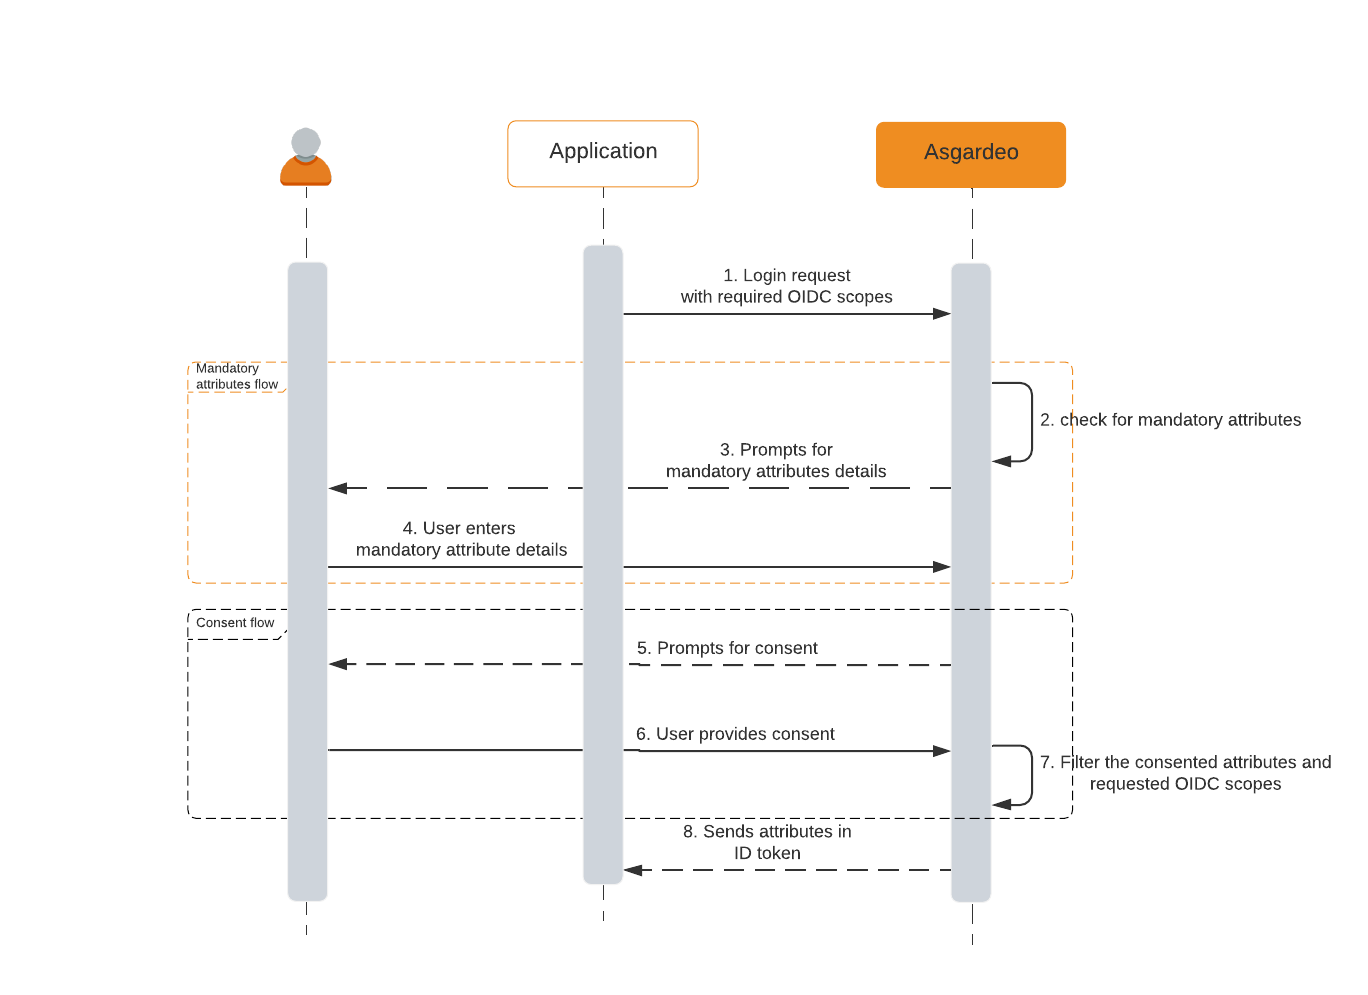 Application
Asgardeo
1. Login request
with required OIDC scopes
Mandatory
attributes flow
2. check for mandatory attributes
3. Prompts for
mandatory attributes details
4. User enters
mandatory attribute details
Consent flow
5. Prompts for consent
6. User provides consent
7. Filter the consented attributes and
requested OIDC scopes
8. Sends attributes in
ID token